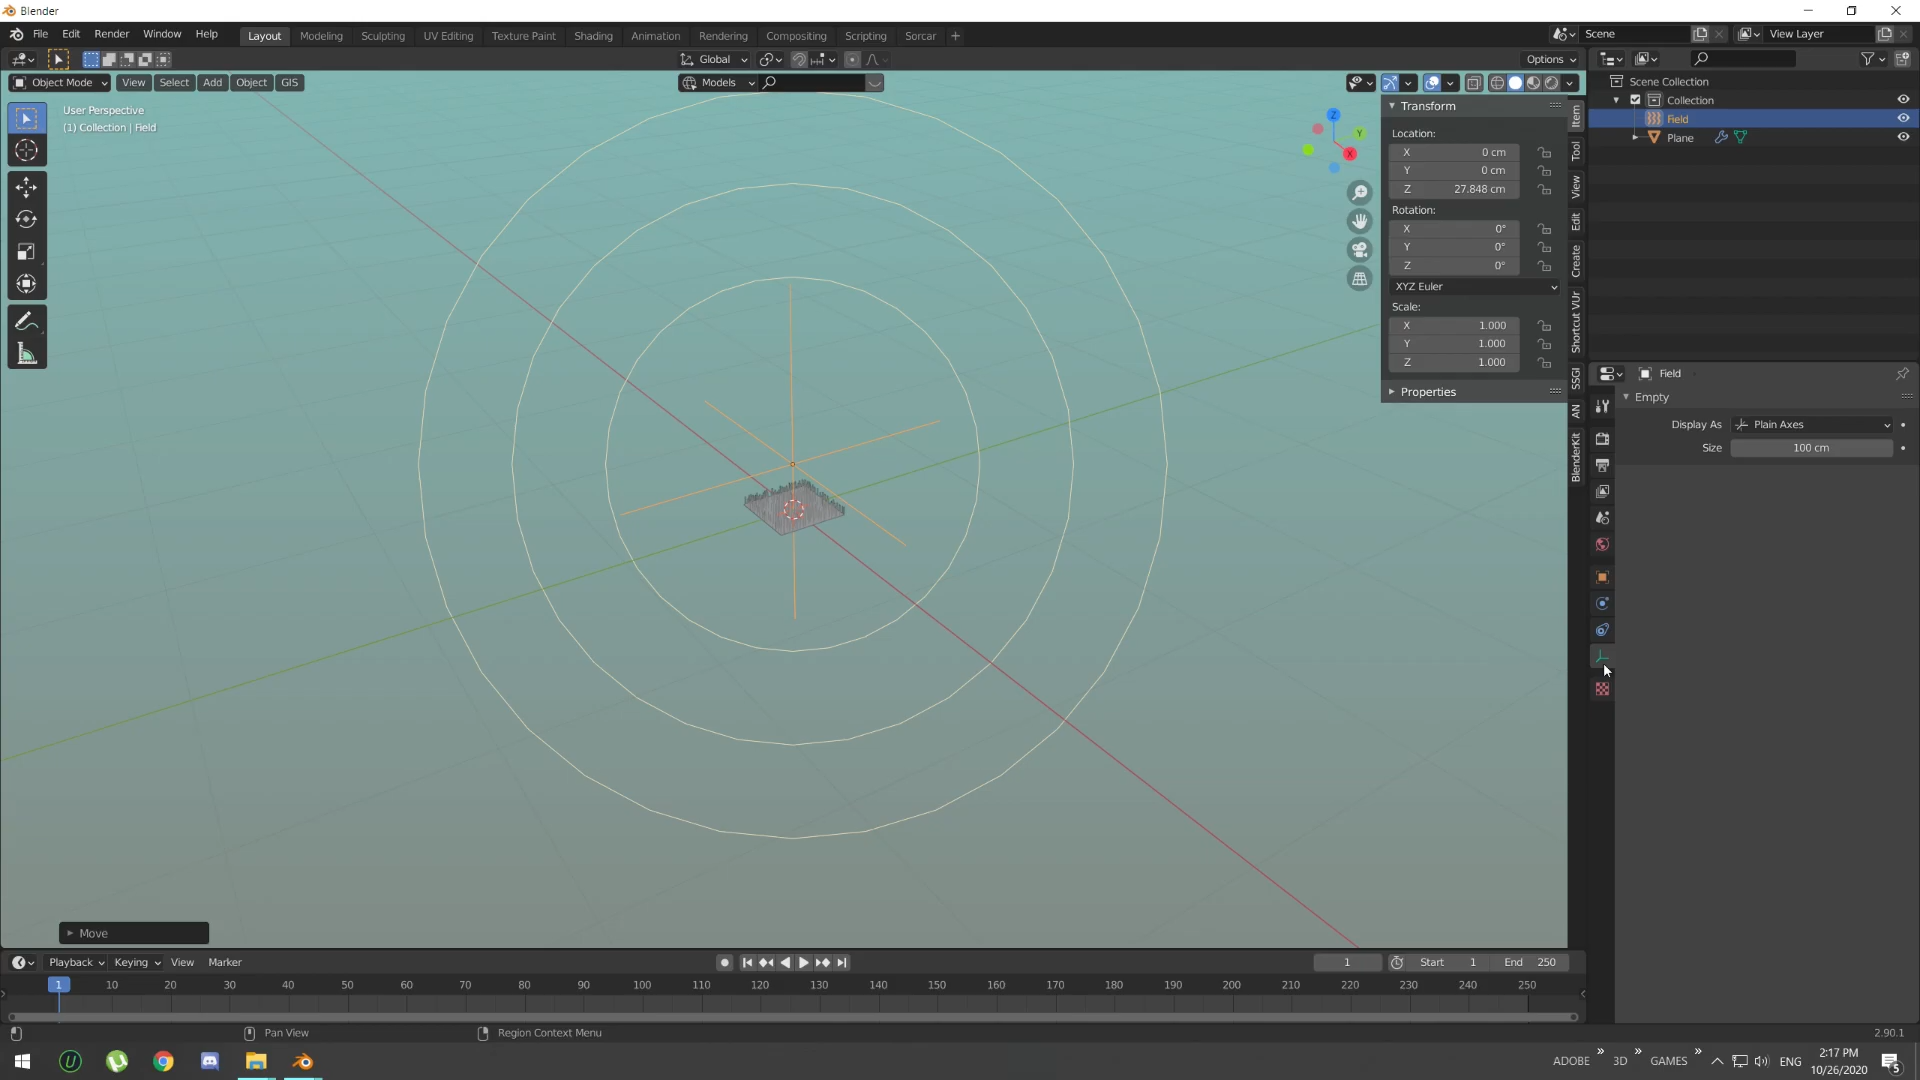 Blender
File Edit Render Window Help Layout Modeling Sculpting UV Editing Texture Paint Shading Animation Rendering Compositing Scripting Sorcar + Scene View Layer
Global Options
Object Mode View Select Add Object GIS Models
User Perspective
(1) Collection | Field
Z
Y
X
Transform
Location:
X 0 cm
Y 0 cm
Z 27.848 cm
Rotation:
X 0°
Y 0°
Z 0°
XYZ Euler
Scale:
X 1.000
Y 1.000
Z 1.000
Properties
Item
Tool
View
Edit
Create
Shortcut VUr
SSGI
AN
BlenderKit
Scene Collection
Collection
Field
Plane
Field
Empty
Display As Plain Axes
Size 100 cm
Move
Playback Keying View Marker 1 Start 1 End 250
1 10 20 30 40 50 60 70 80 90 100 110 120 130 140 150 160 170 180 190 200 210 220 230 240 250
Pan View Region Context Menu 2.90.1
ADOBE » 3D » GAMES » ENG 2:17 PM
10/26/2020 5